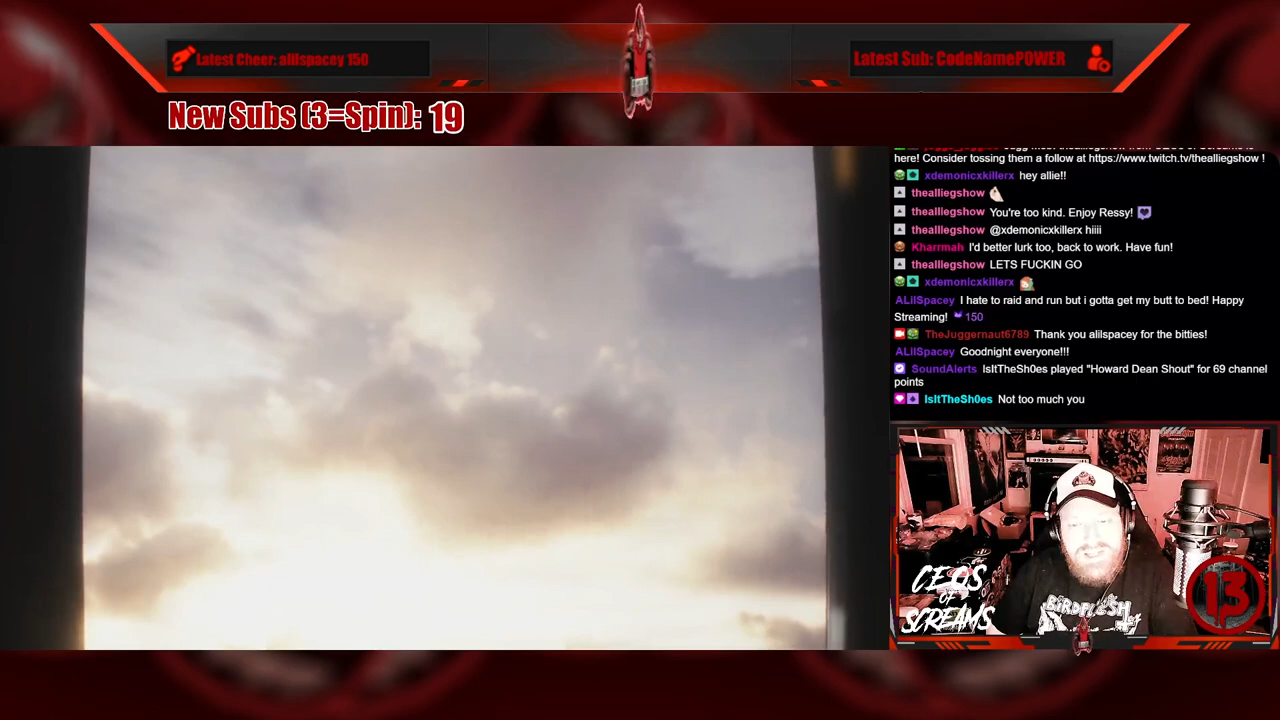 Latest Cheer: alilspacey 150
Latest Sub: CodeNamePOWER
New Subs (3=Spin): 19
here! Consider tossing them a follow at https://www.twitch.tv/thealliegshow !
xdemonicxkillerx hey allie!!
thealliegshow
thealliegshow You're too kind. Enjoy Ressy!
thealliegshow @xdemonicxkillerx hiiii
Kharrmah I'd better lurk too, back to work. Have fun!
thealliegshow LETS FUCKIN GO
xdemonicxkillerx
ALilSpacey I hate to raid and run but i gotta get my butt to bed! Happy
Streaming! 150
TheJuggernaut6789 Thank you alilspacey for the bitties!
ALilSpacey Goodnight everyone!!!
SoundAlerts IsItTheSh0es played "Howard Dean Shout" for 69 channel
points
IsItTheSh0es Not too much you
CEOS
OF
SCREAMS
BIRDFLESH
13